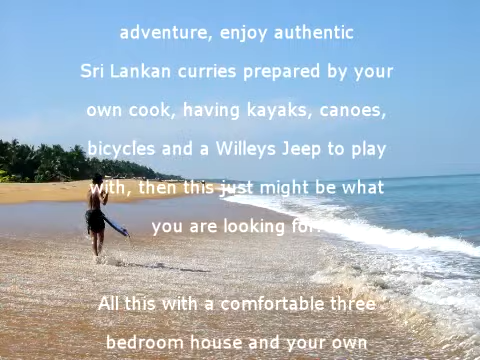 adventure, enjoy authentic
Sri Lankan curries prepared by your
own cook, having kayaks, canoes,
bicycles and a Willeys Jeep to play
with, then this just might be what
you are looking for.
All this with a comfortable three
bedroom house and your own